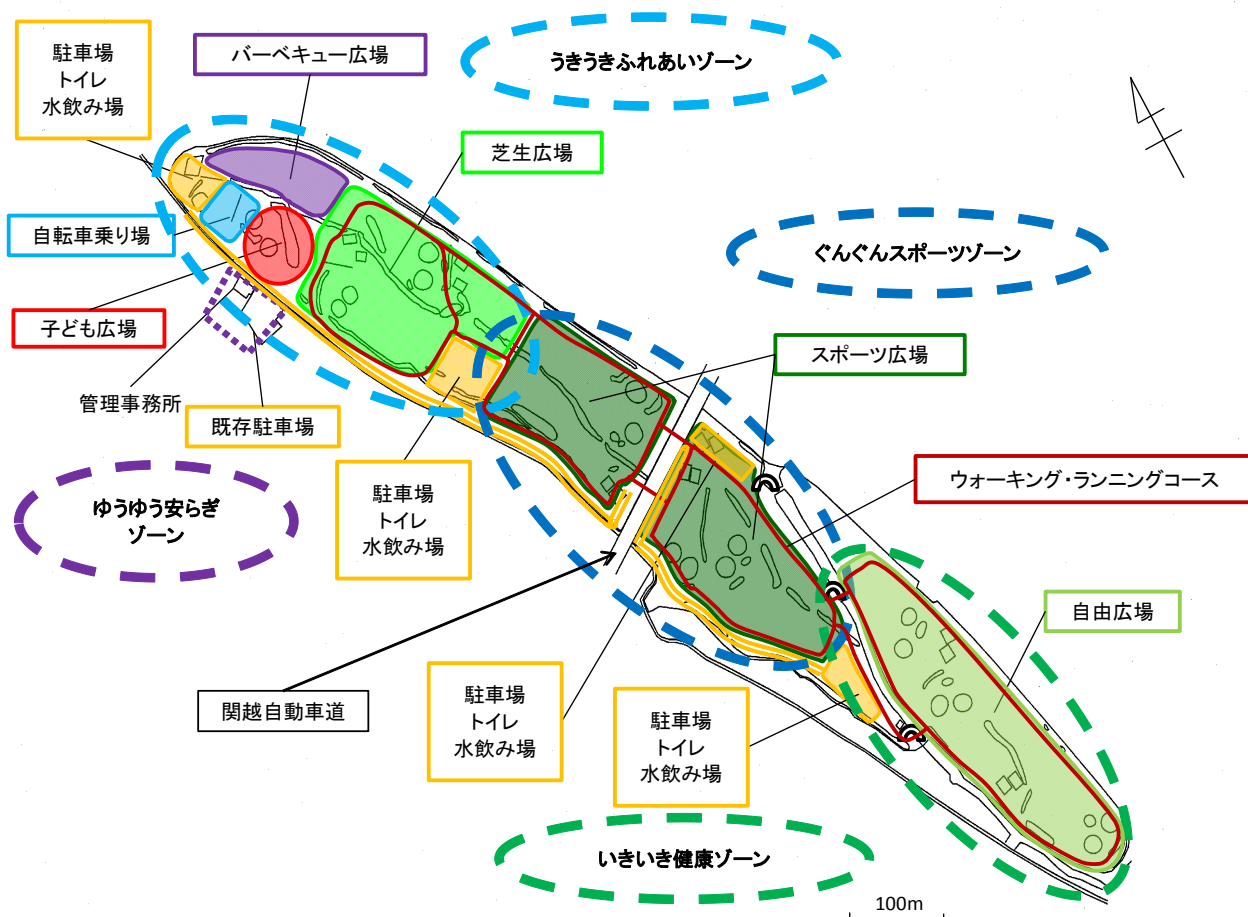 駐車場
トイレ
水飲み場
バーベキュー広場
うきうきふれあいゾーン
芝生広場
自転車乗り場
ぐんぐんスポーツゾーン
子ども広場
スポーツ広場
管理事務所
既存駐車場
ウォーキング・ランニングコース
ゆうゆう安らぎ
ゾーン
駐車場
トイレ
水飲み場
自由広場
関越自動車道
駐車場
トイレ
水飲み場
駐車場
トイレ
水飲み場
いきいき健康ゾーン
100m